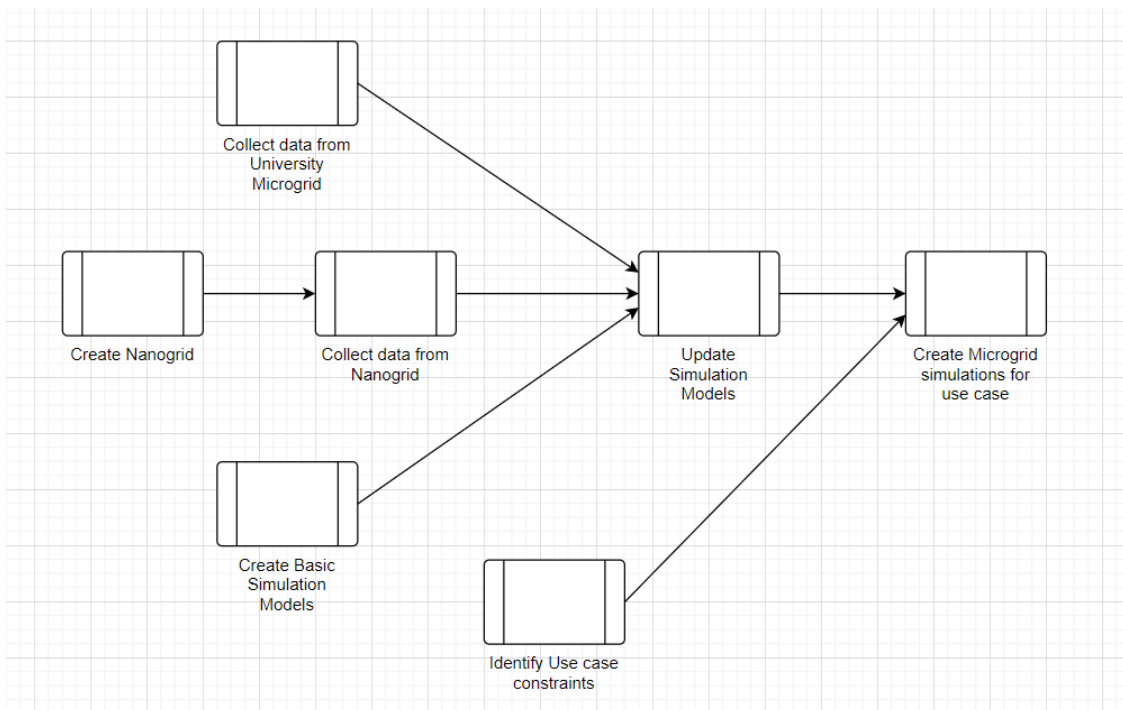 Collect data from
University
Microgrid
Create Nanogrid
Collect data from
Nanogrid
Update
Simulation
Models
Create Microgrid
simulations for
use case
Create Basic
Simulation
Models
Identify Use case
constraints